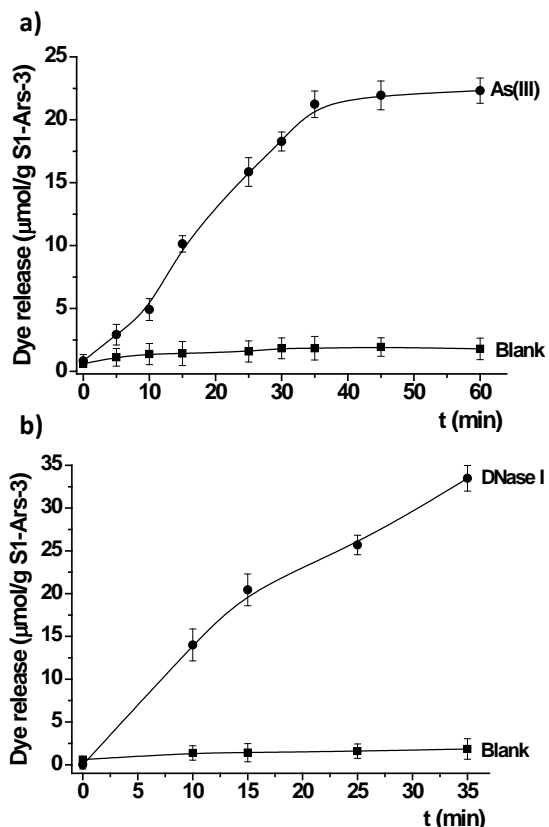 a)
Dye release (μmol/g S1-Ars-3)
25
20
15
10
5
0
As(III)
Blank
0 10 20 30 40 50 60
t (min)
b)
Dye release (μmol/g S1-Ars-3)
35
30
25
20
15
10
5
0
DNase I
Blank
0 5 10 15 20 25 30 35
t (min)